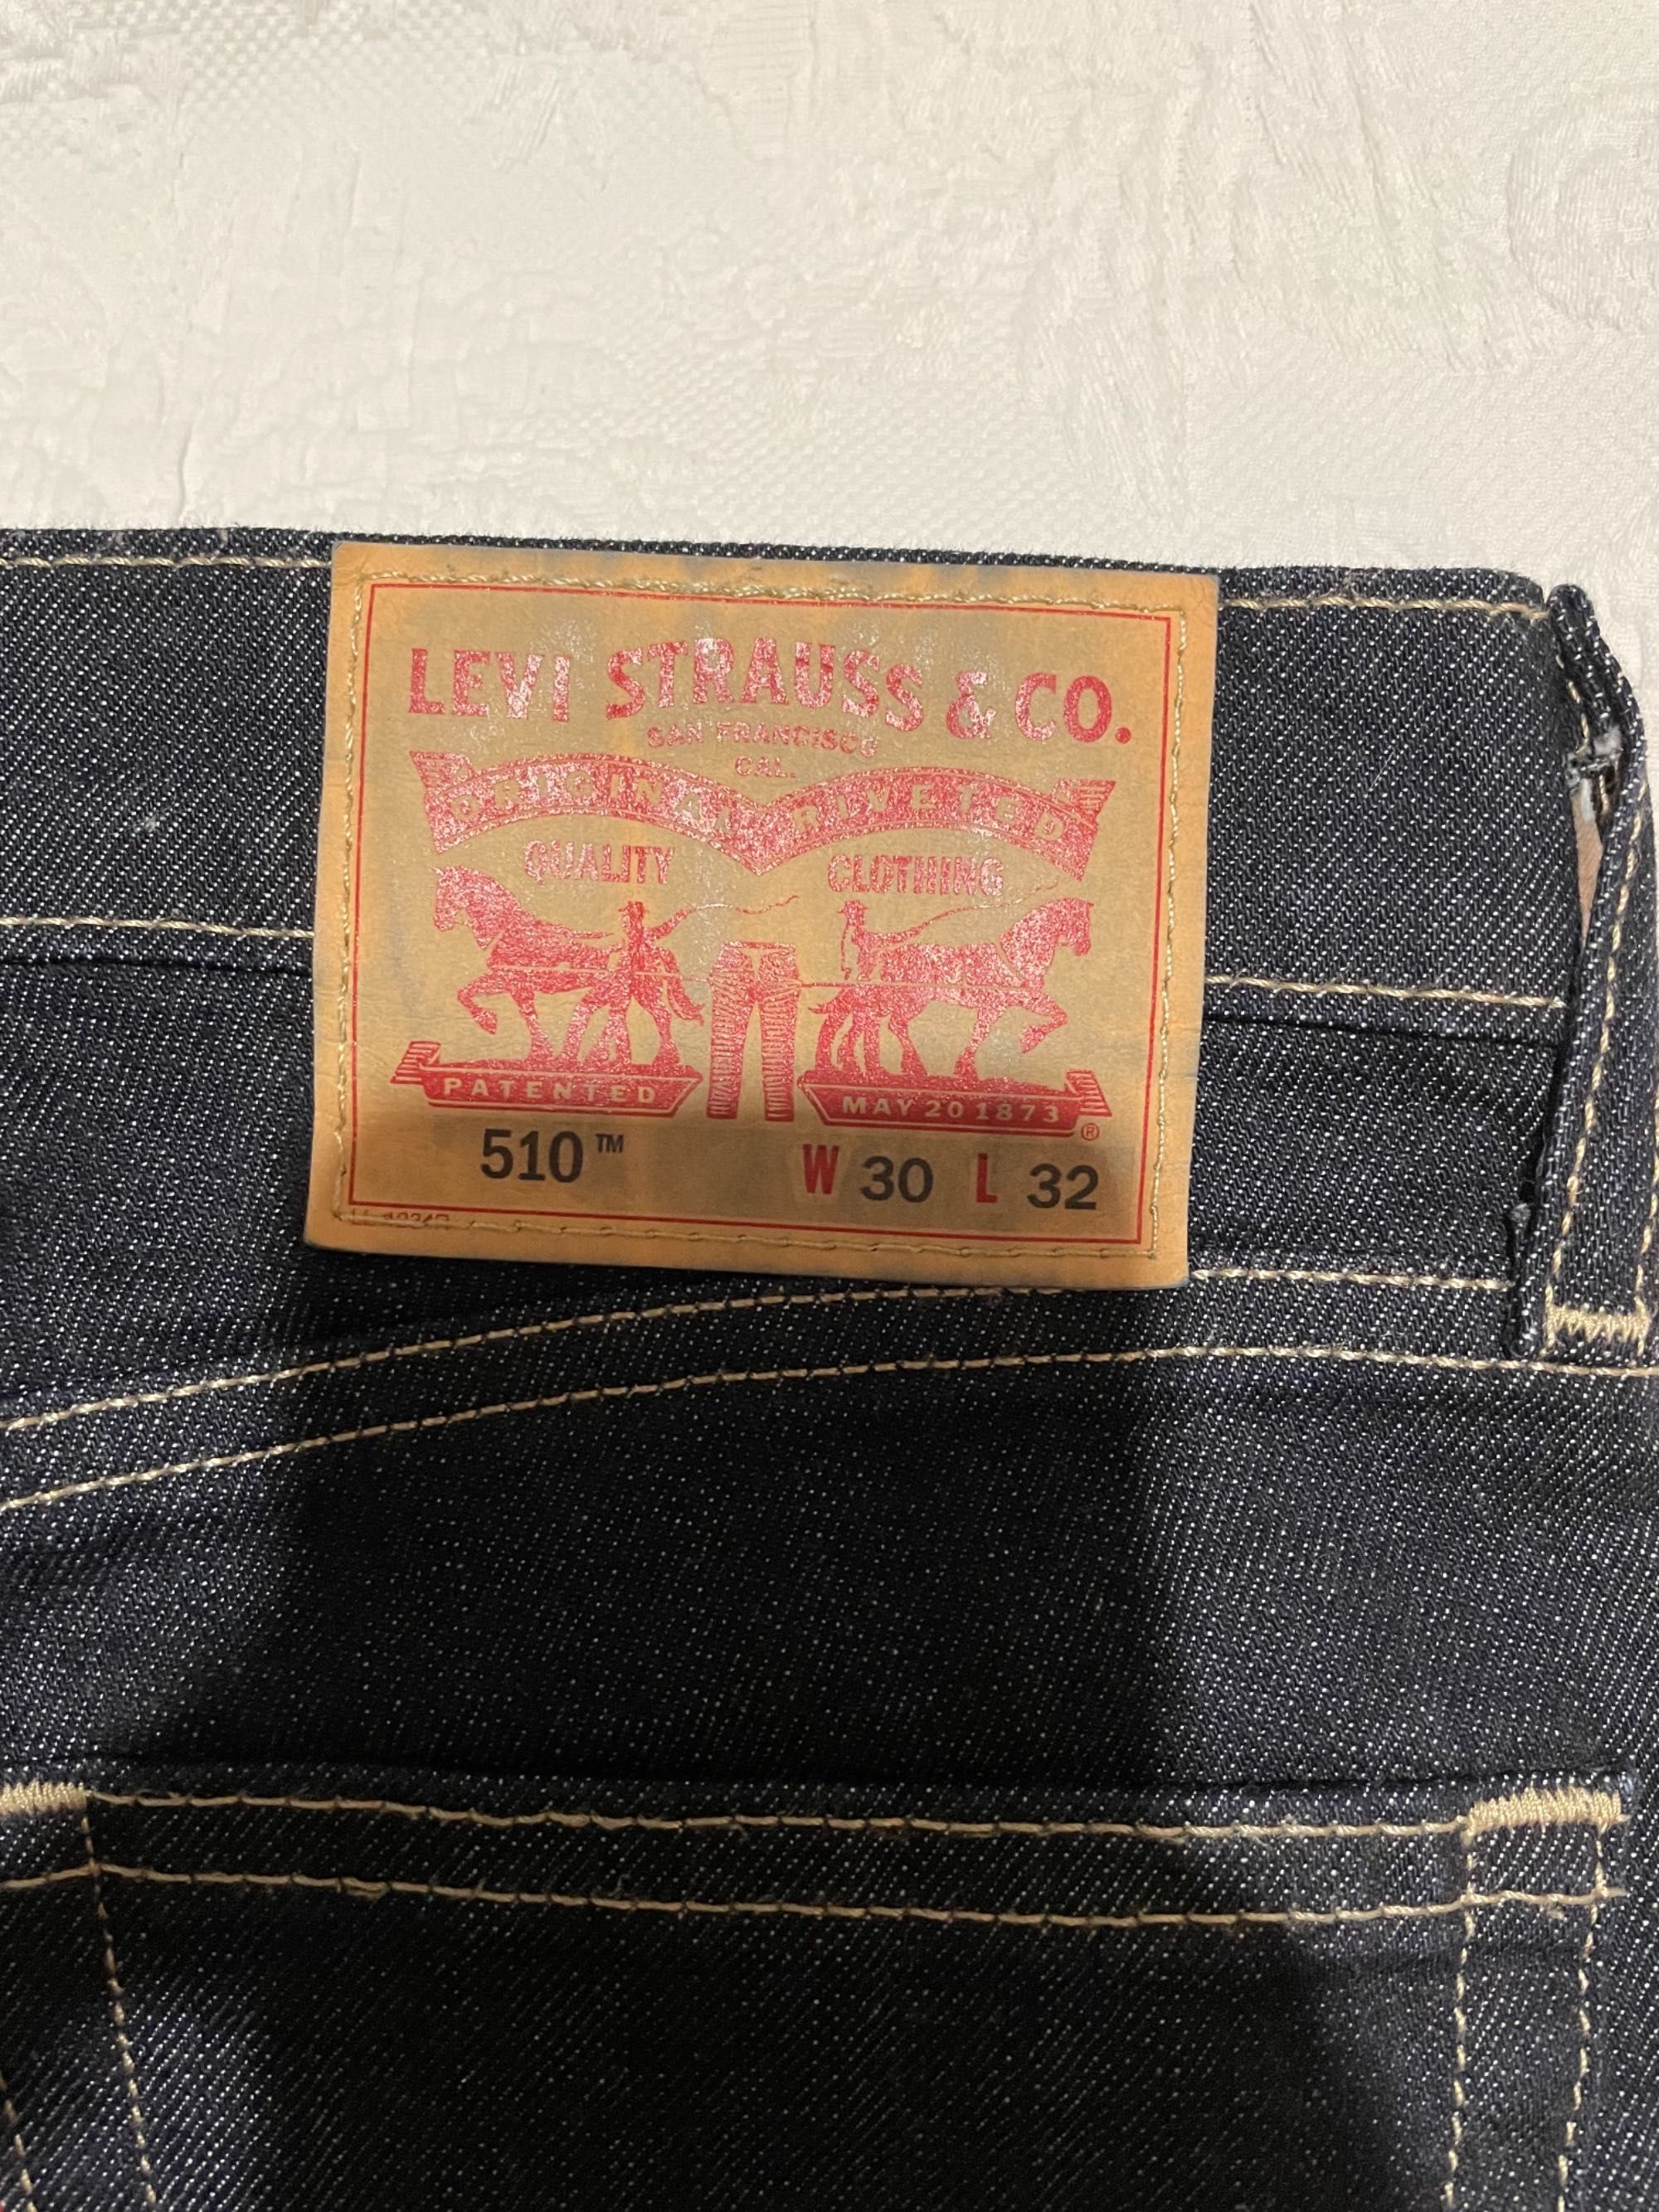 LEVI STRAUSS & CO.
SAN FRANCISCO
CAL.
ORIGINAL RIVETED
QUALITY CLOTHING
PATENTED MAY 20 1873 ®
510™ W 30 L 32